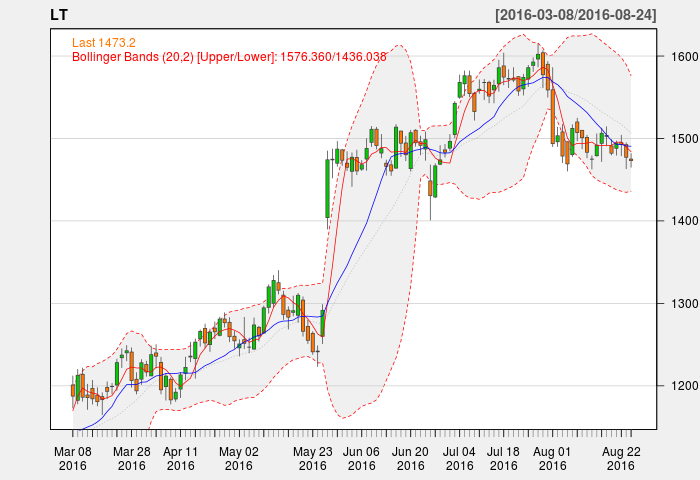 LT [2016-03-08/2016-08-24]
Last 1473.2
Bollinger Bands (20,2) [Upper/Lower]: 1576.360/1436.038
1600
1500
1400
1300
1200
Mar 08 Mar 28 Apr 11 May 02 May 23 Jun 06 Jun 20 Jul 04 Jul 18 Aug 01 Aug 22
2016 2016 2016 2016 2016 2016 2016 2016 2016 2016 2016